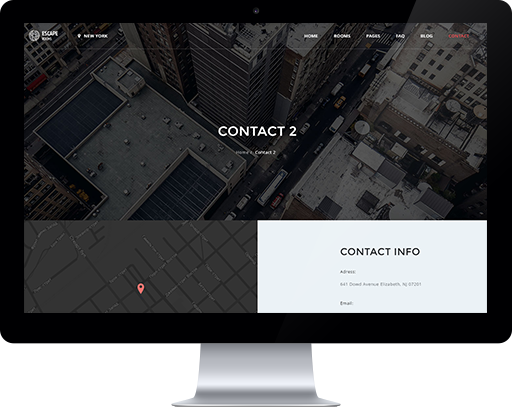 ESCAPE
ROOMS
NEW YORK
HOME
ROOMS
PAGES
FAQ
BLOG
CONTACT
CONTACT 2
Home / Contact 2
CONTACT INFO
Adress:
641 Dowd Avenue Elizabeth, NJ 07201
Email: